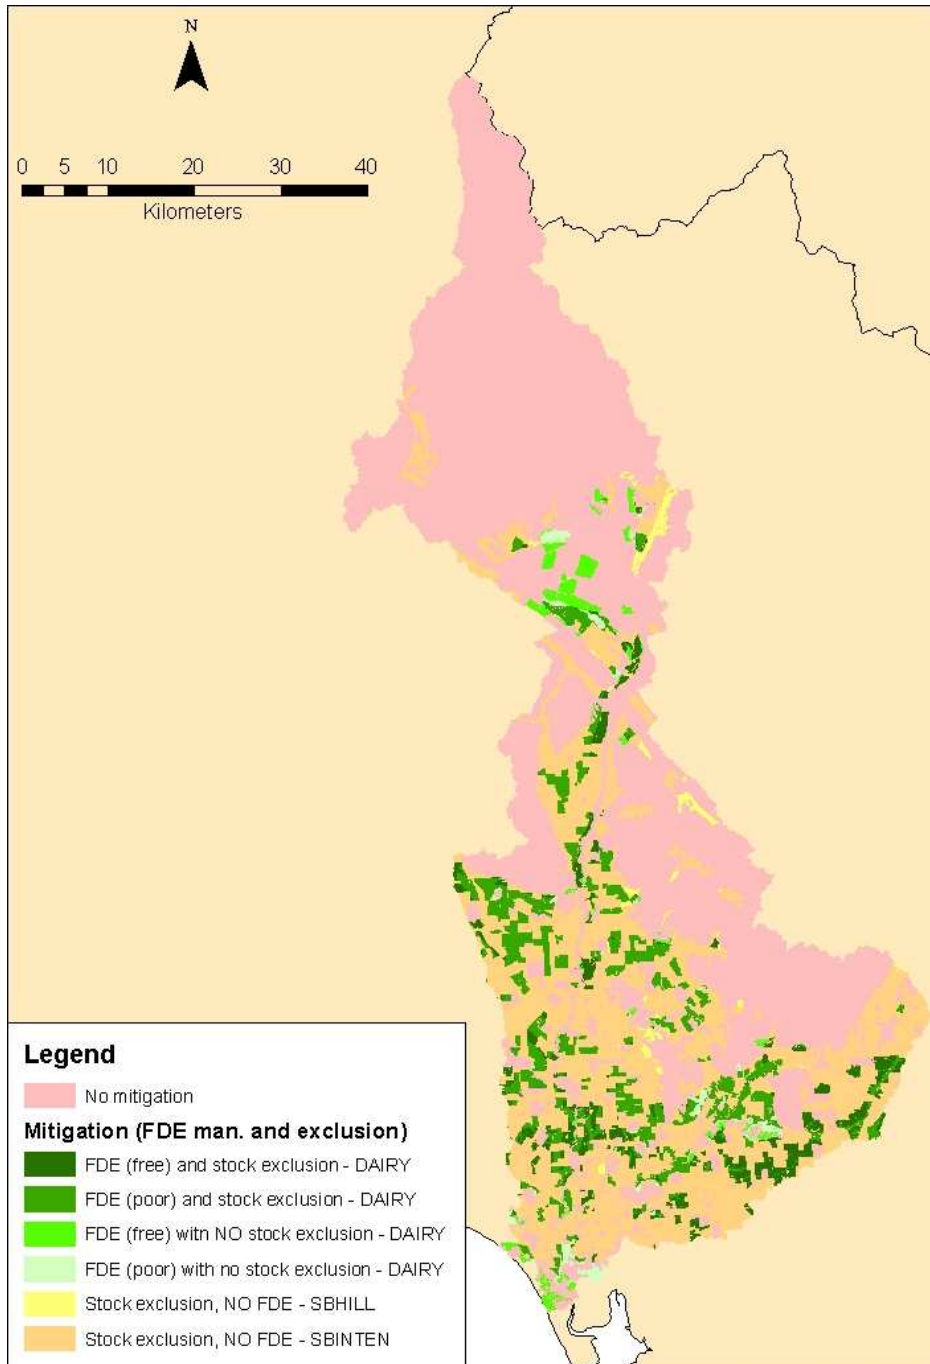 N
0 5 10 20 30 40
Kilometers
Legend
No mitigation
Mitigation (FDE man. and exclusion)
FDE (free) and stock exclusion - DAIRY
FDE (poor) and stock exclusion - DAIRY
FDE (free) with NO stock exclusion - DAIRY
FDE (poor) with no stock exclusion - DAIRY
Stock exclusion, NO FDE - SBHILL
Stock exclusion, NO FDE - SBINTEN